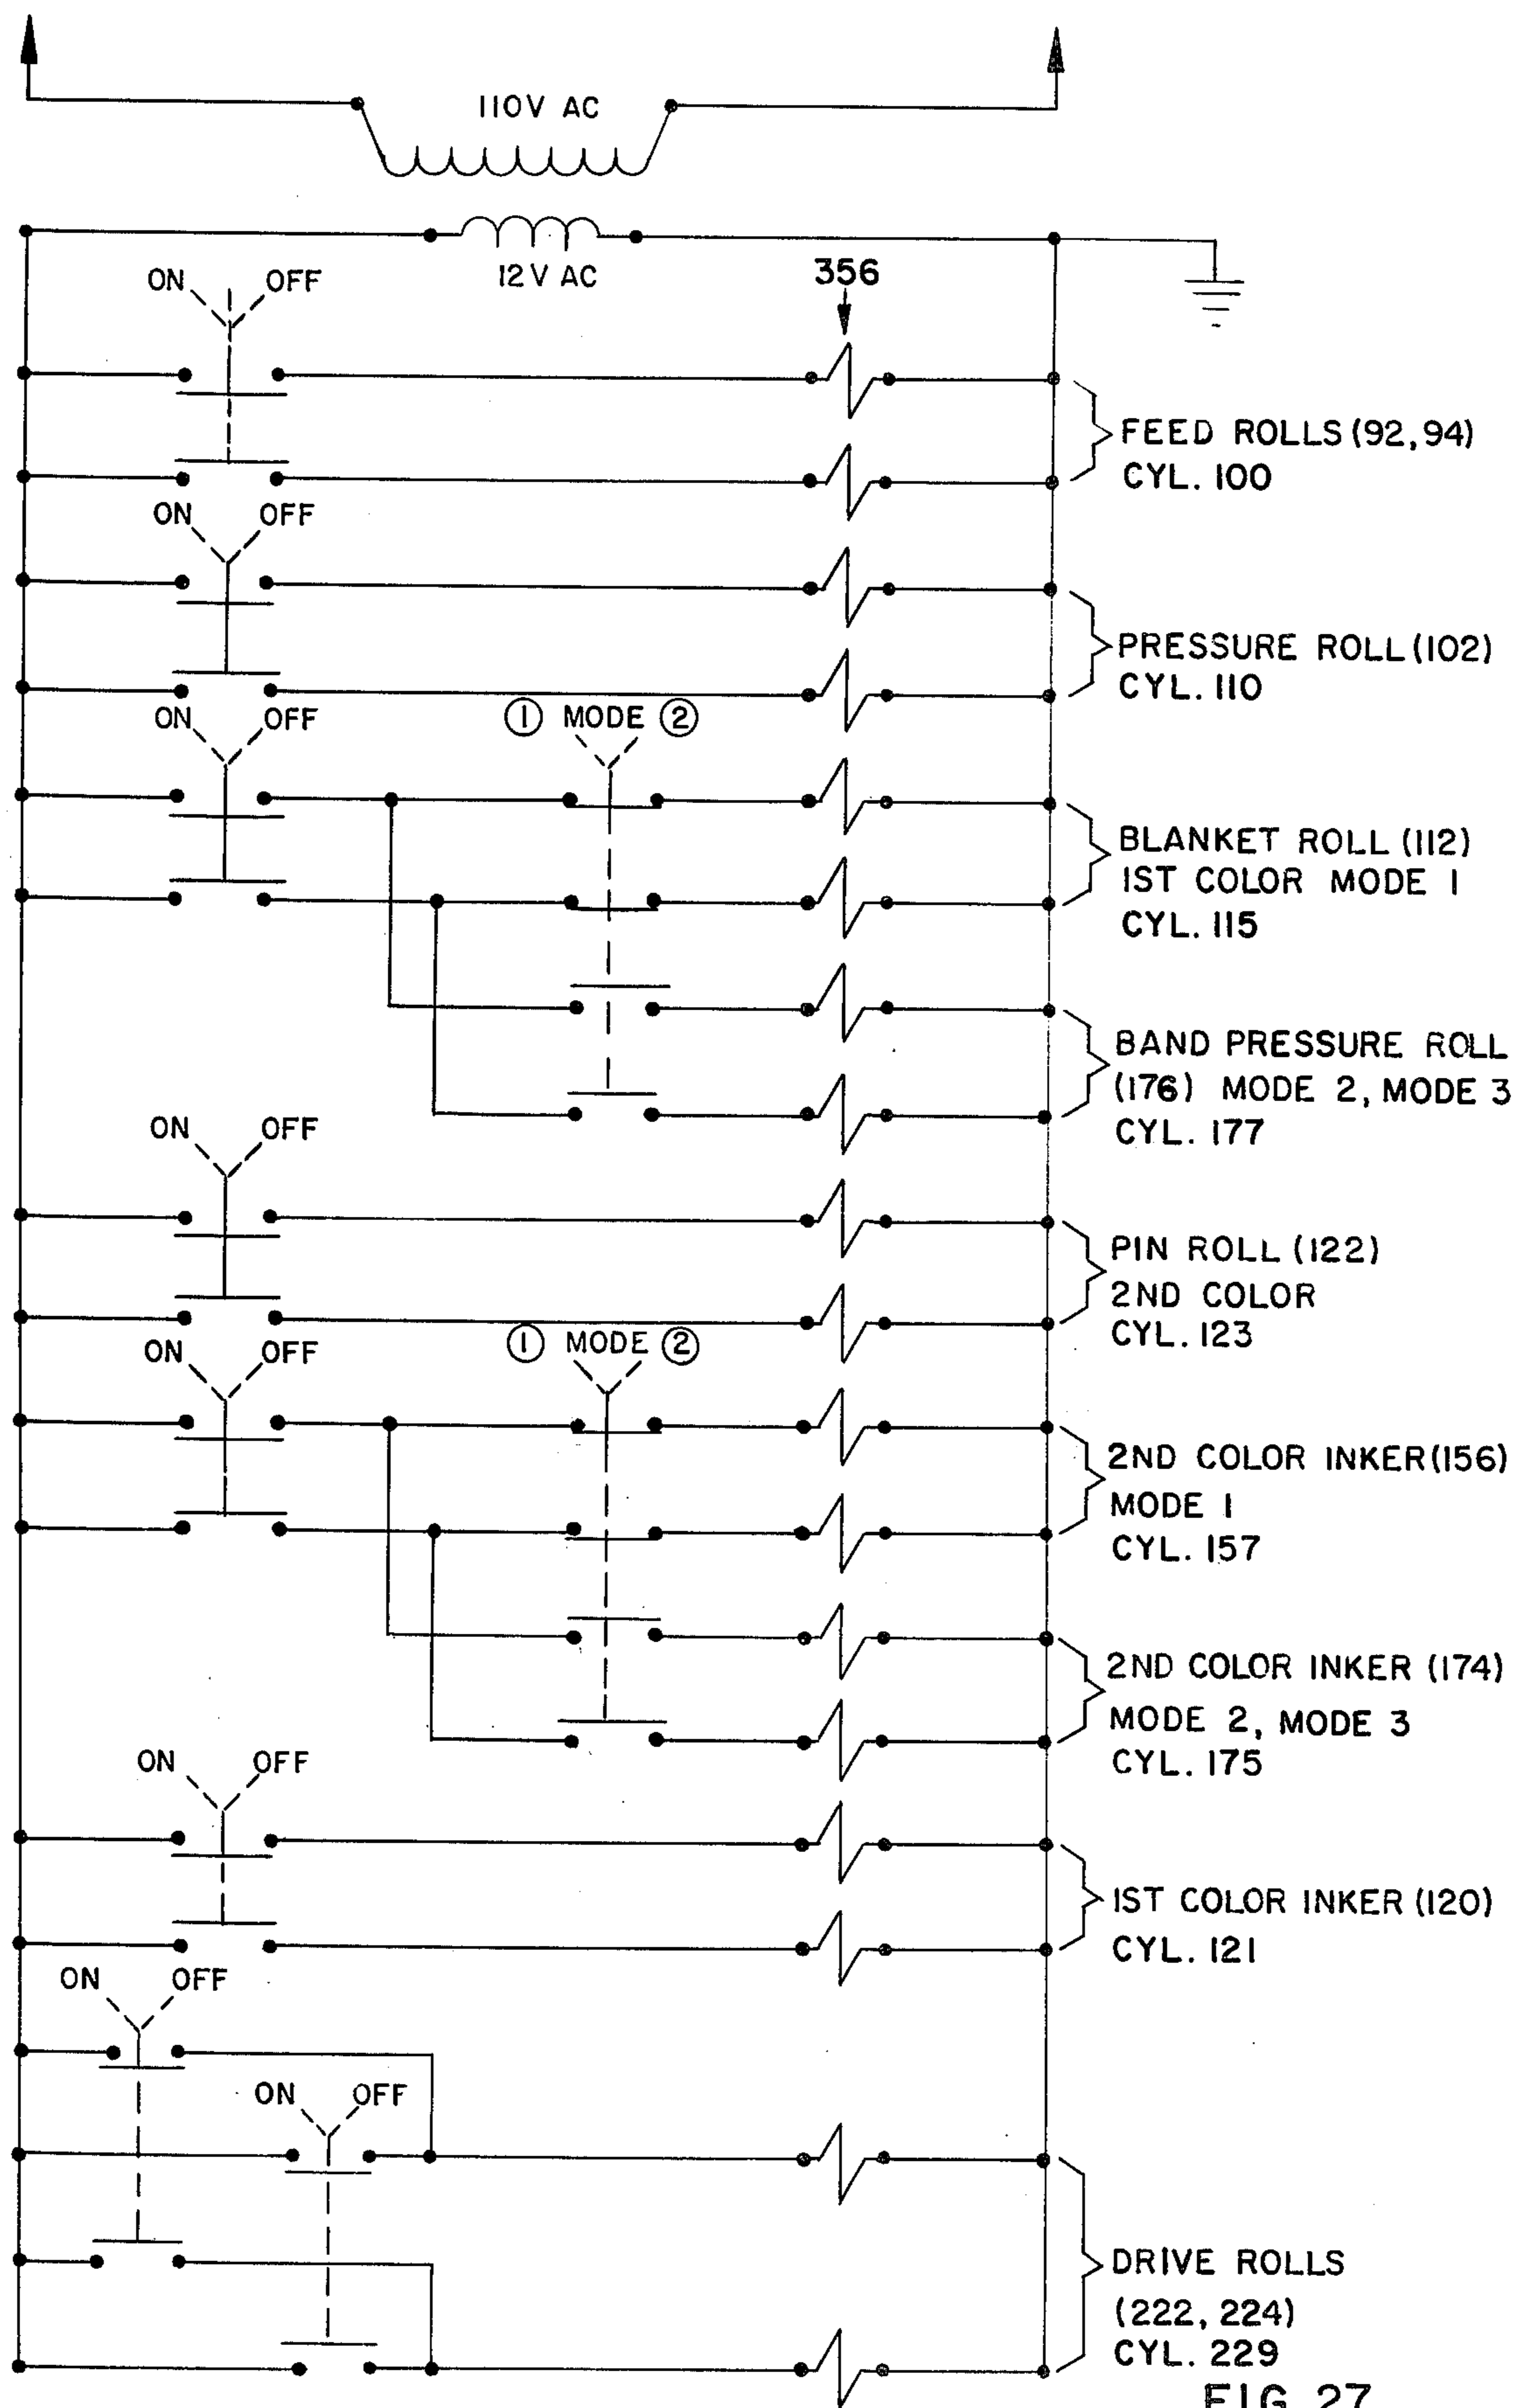 110V AC
12V AC
356
ON OFF
FEED ROLLS (92,94)
CYL. 100
ON OFF
PRESSURE ROLL (102)
CYL. 110
ON OFF
① MODE ②
BLANKET ROLL (112)
1ST COLOR MODE 1
CYL. 115
BAND PRESSURE ROLL
(176) MODE 2, MODE 3
CYL. 177
ON OFF
PIN ROLL (122)
2ND COLOR
CYL. 123
ON OFF
① MODE ②
2ND COLOR INKER (156)
MODE 1
CYL. 157
2ND COLOR INKER (174)
MODE 2, MODE 3
CYL. 175
ON OFF
1ST COLOR INKER (120)
CYL. 121
ON OFF
ON OFF
DRIVE ROLLS
(222, 224)
CYL. 229
FIG. 27